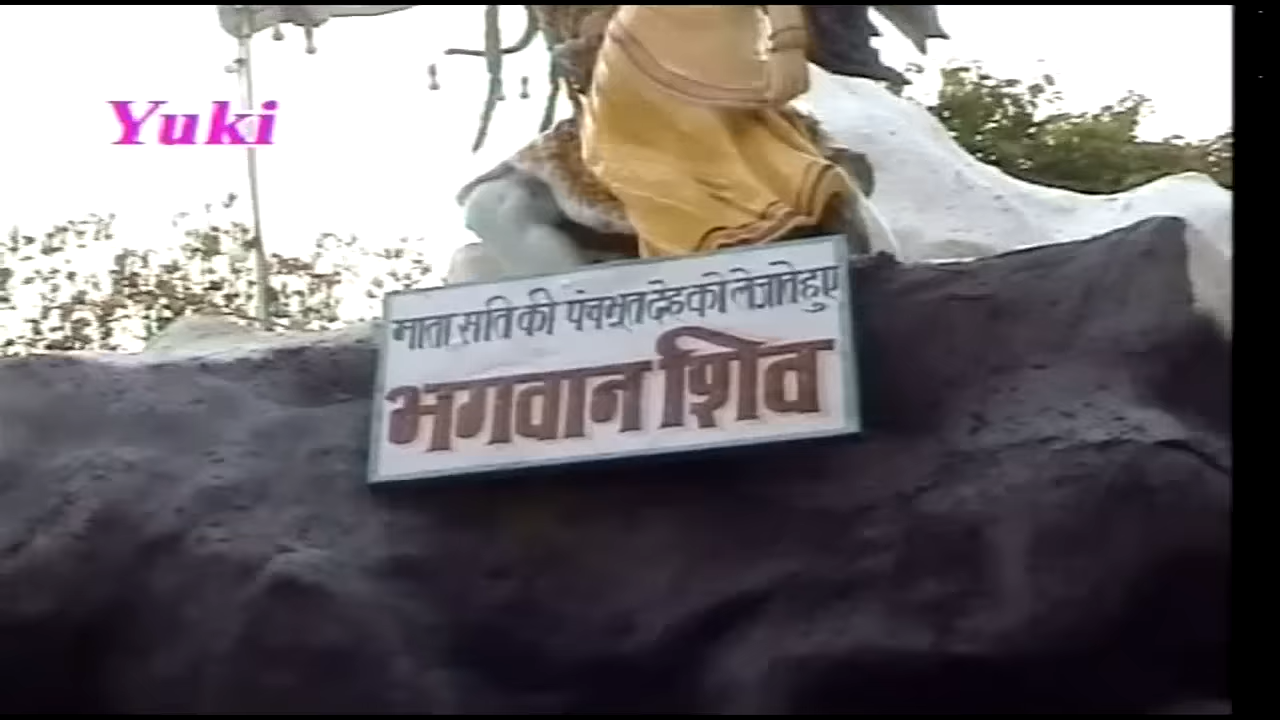 Yuki
माता सति की पंचभूत देह को ले जाते हुए
भगवान शिव